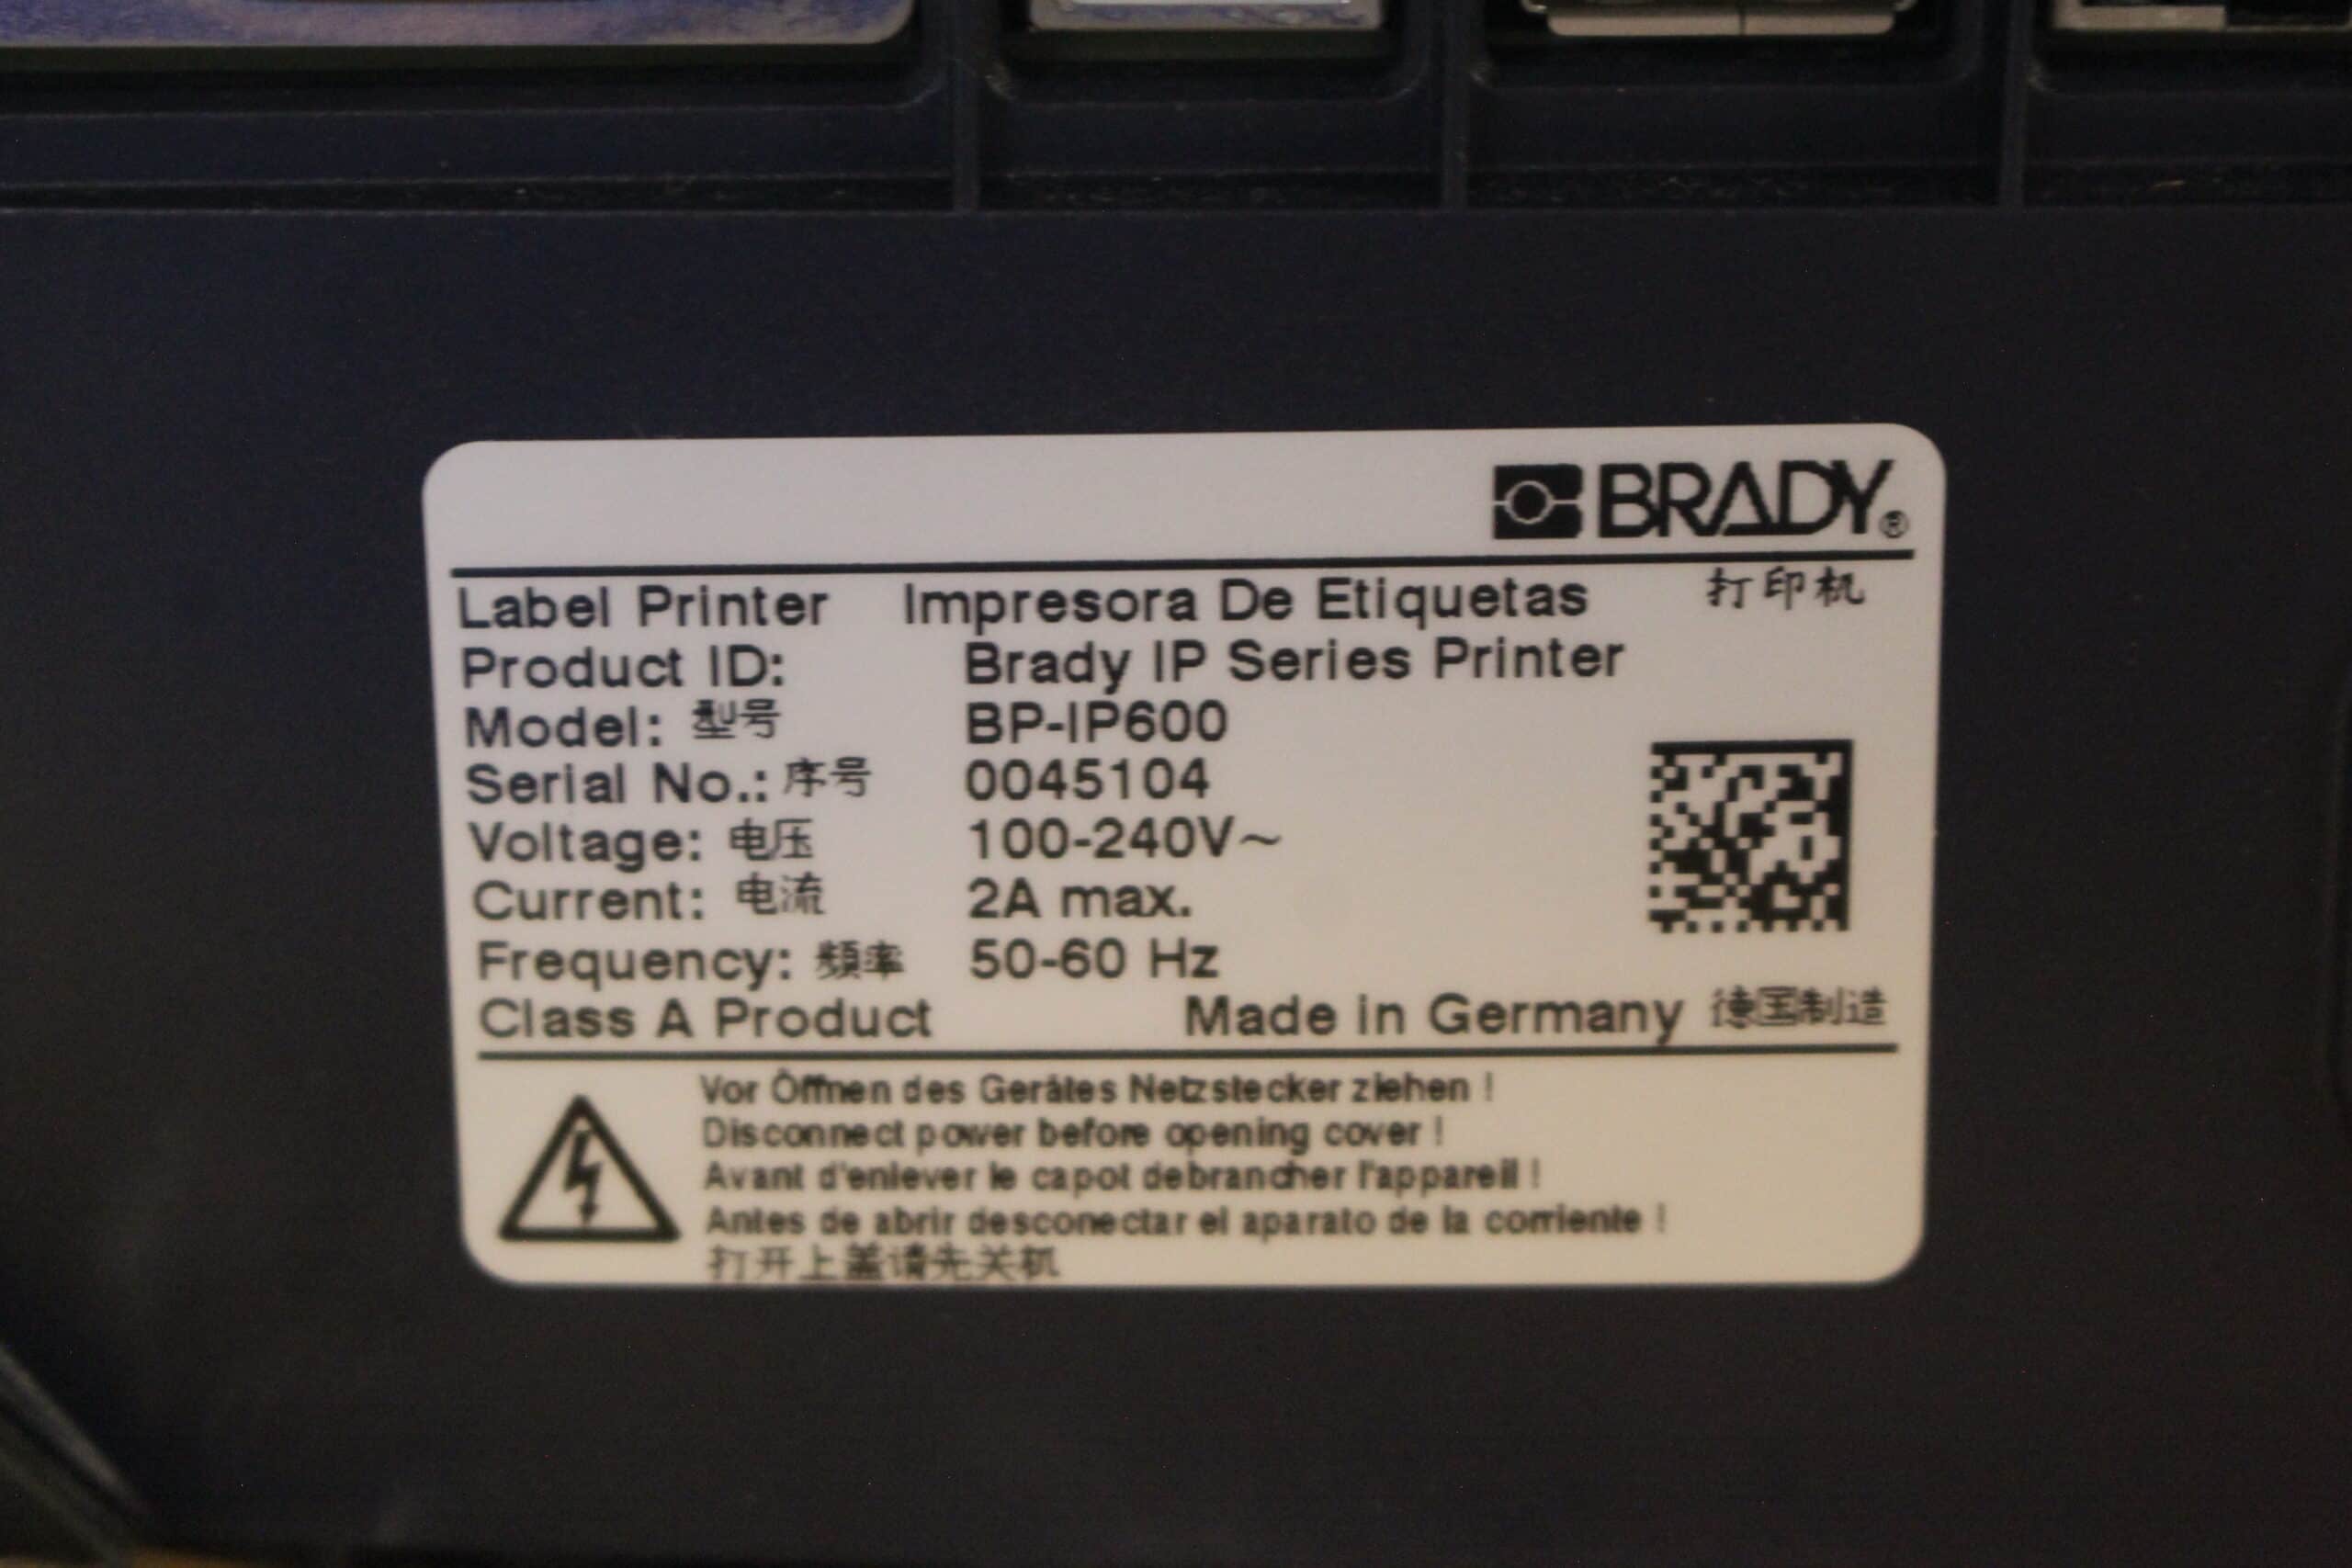 BRADY®
Label Printer Impresora De Etiquetas 打印机
Product ID: Brady IP Series Printer
Model: 型号 BP-IP600
Serial No.: 序号 0045104
Voltage: 电压 100-240V~
Current: 电流 2A max.
Frequency: 頻率 50-60 Hz
Class A Product Made in Germany 德国制造
Vor Öffnen des Gerätes Netzstecker ziehen !
Disconnect power before opening cover !
Avant d'enlever le capot debrancher l'appareil !
Antes de abrir desconectar el aparato de la corriente !
打开上盖请先关机